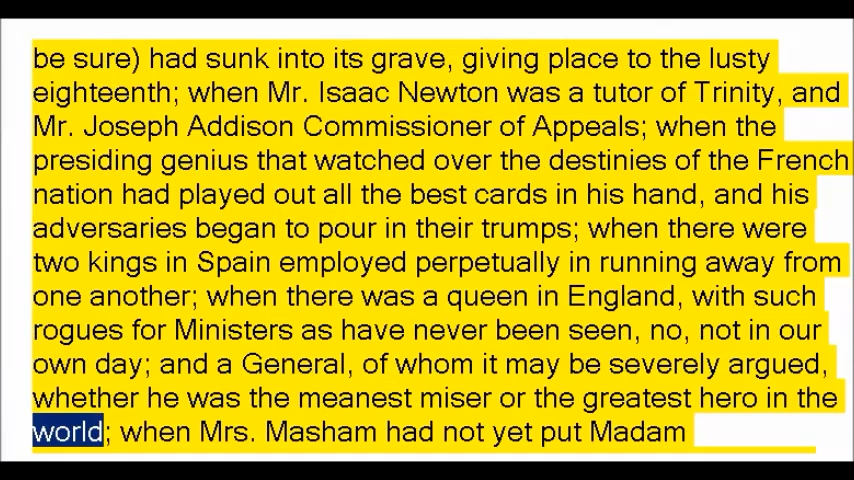 be sure) had sunk into its grave, giving place to the lusty
eighteenth; when Mr. Isaac Newton was a tutor of Trinity, and
Mr. Joseph Addison Commissioner of Appeals; when the
presiding genius that watched over the destinies of the French
nation had played out all the best cards in his hand, and his
adversaries began to pour in their trumps; when there were
two kings in Spain employed perpetually in running away from
one another; when there was a queen in England, with such
rogues for Ministers as have never been seen, no, not in our
own day; and a General, of whom it may be severely argued,
whether he was the meanest miser or the greatest hero in the
world; when Mrs. Masham had not yet put Madam